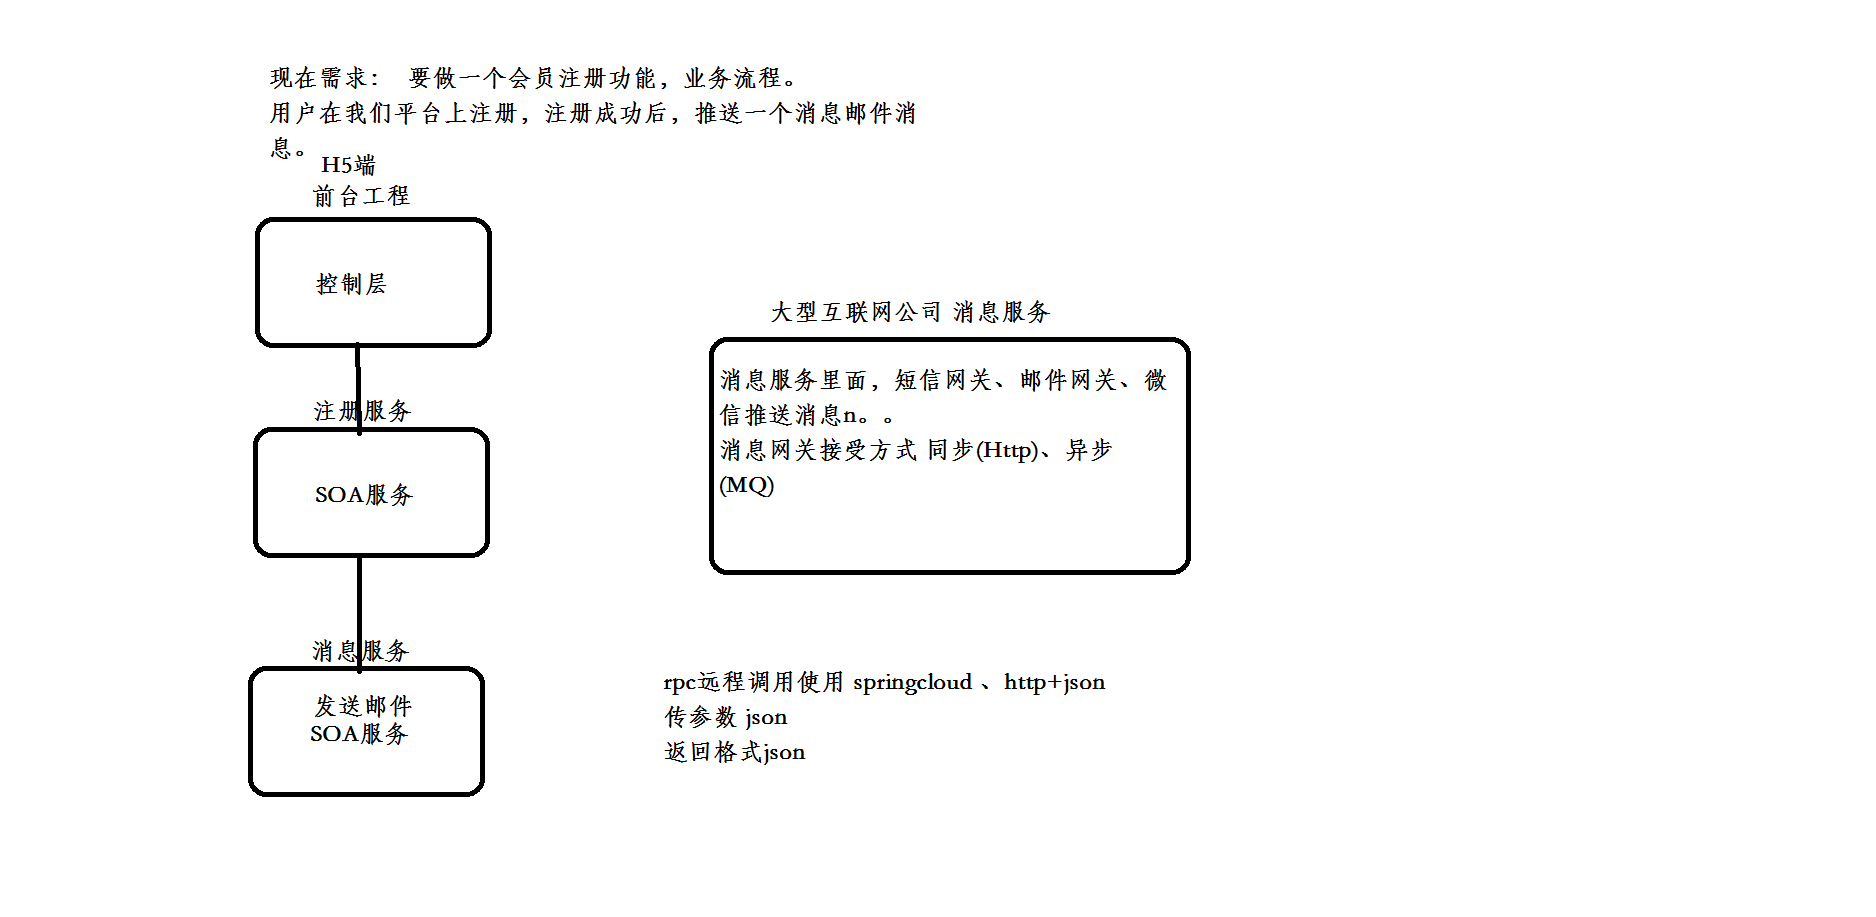 现在需求： 要做一个会员注册功能，业务流程。
用户在我们平台上注册，注册成功后，推送一个消息邮件消
息。
H5端
前台工程
控制层
注册服务
SOA服务
消息服务
发送邮件
SOA服务
大型互联网公司 消息服务
消息服务里面，短信网关、邮件网关、微
信推送消息n。。
消息网关接受方式 同步(Http)、异步
(MQ)
rpc远程调用使用 springcloud 、http+json
传参数 json
返回格式json